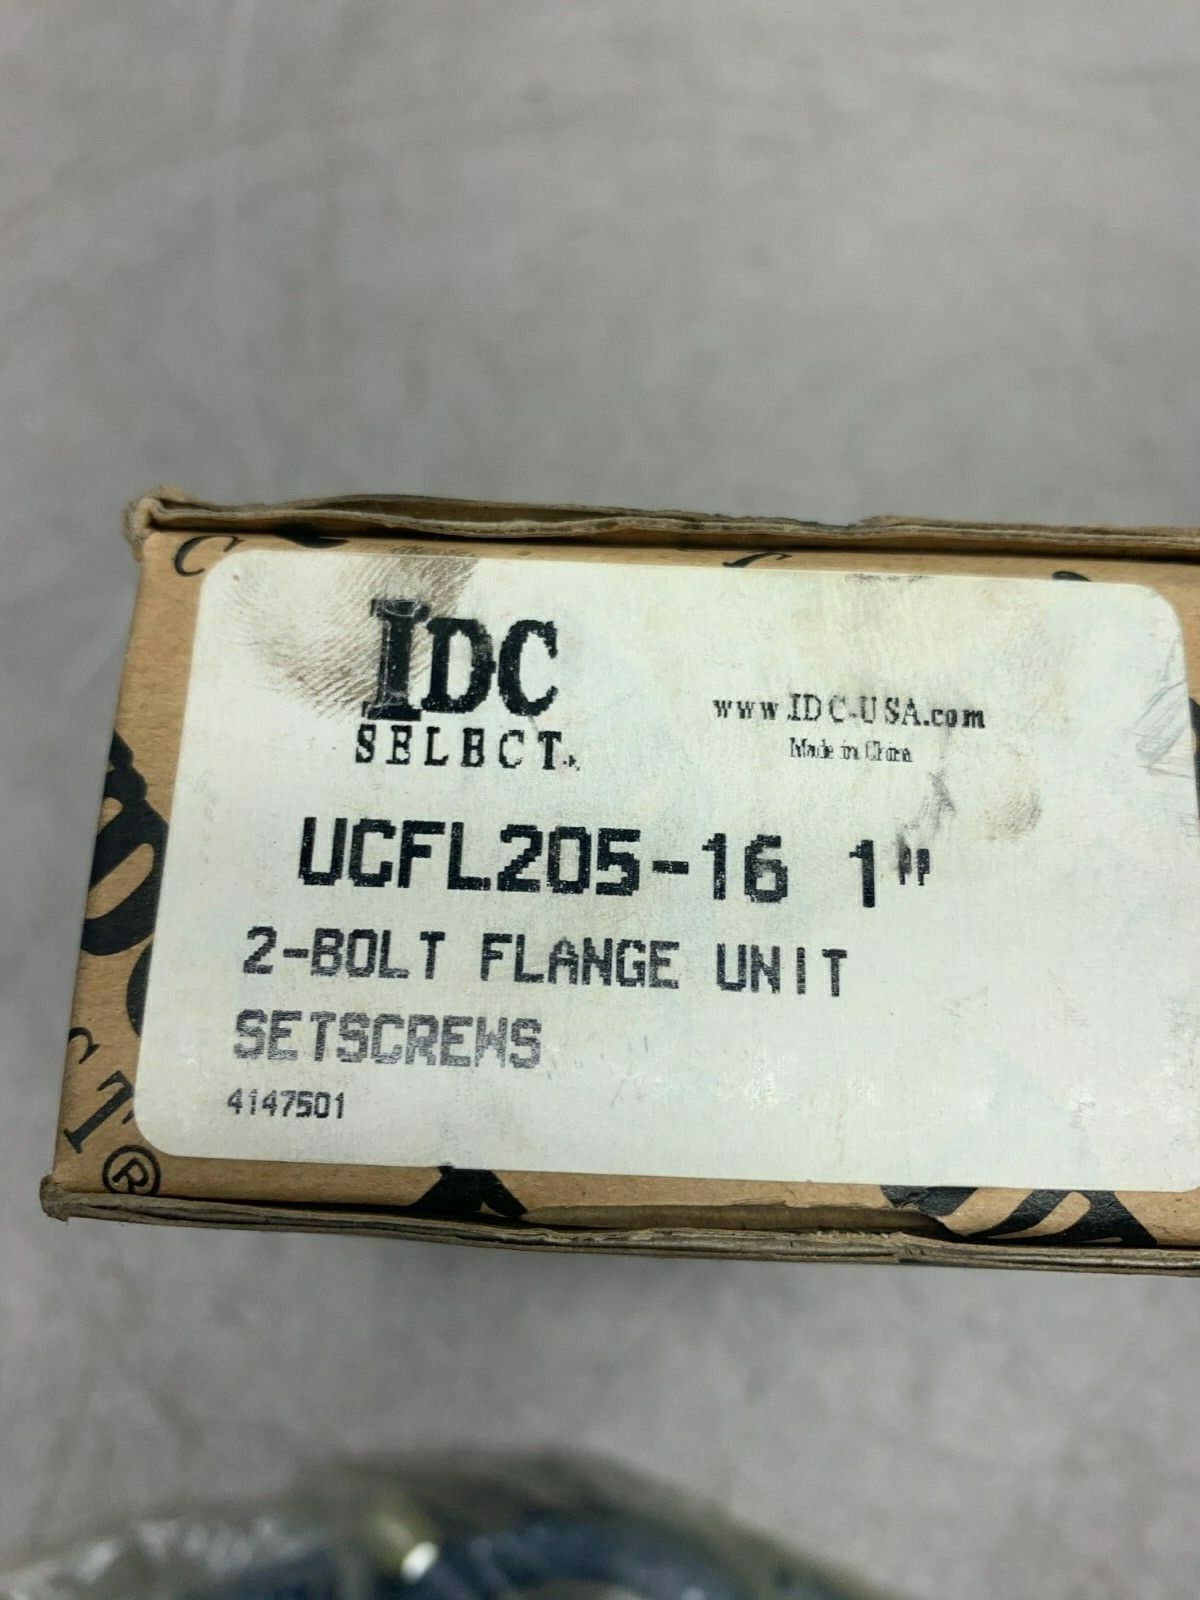 IDC
SELECT
www.IDC-USA.com
Made in China
UCFL205-16 1"
2-BOLT FLANGE UNIT
SETSCREWS
4147501
®